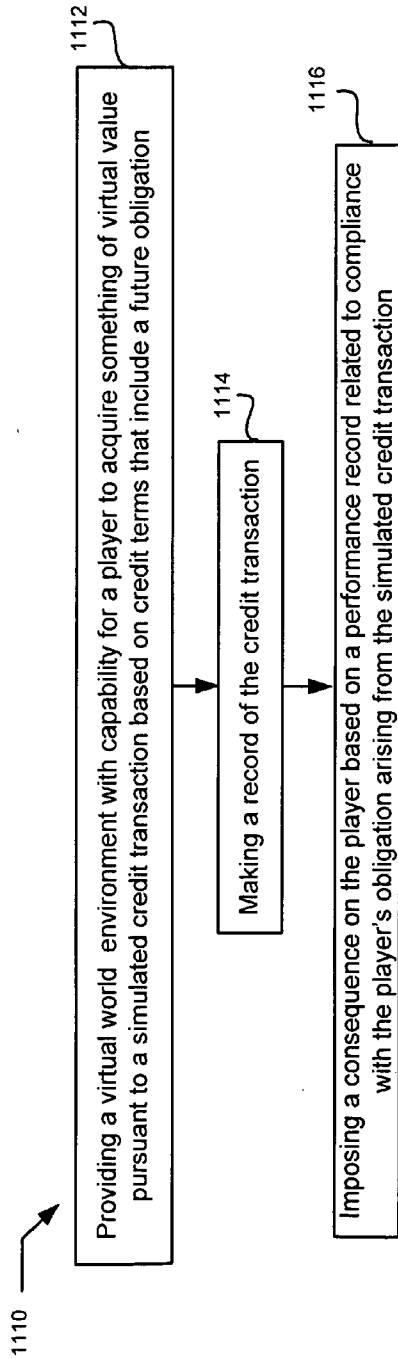 1110
1112
Providing a virtual world environment with capability for a player to acquire something of virtual value
pursuant to a simulated credit transaction based on credit terms that include a future obligation
1114
Making a record of the credit transaction
1116
Imposing a consequence on the player based on a performance record related to compliance
with the player's obligation arising from the simulated credit transaction